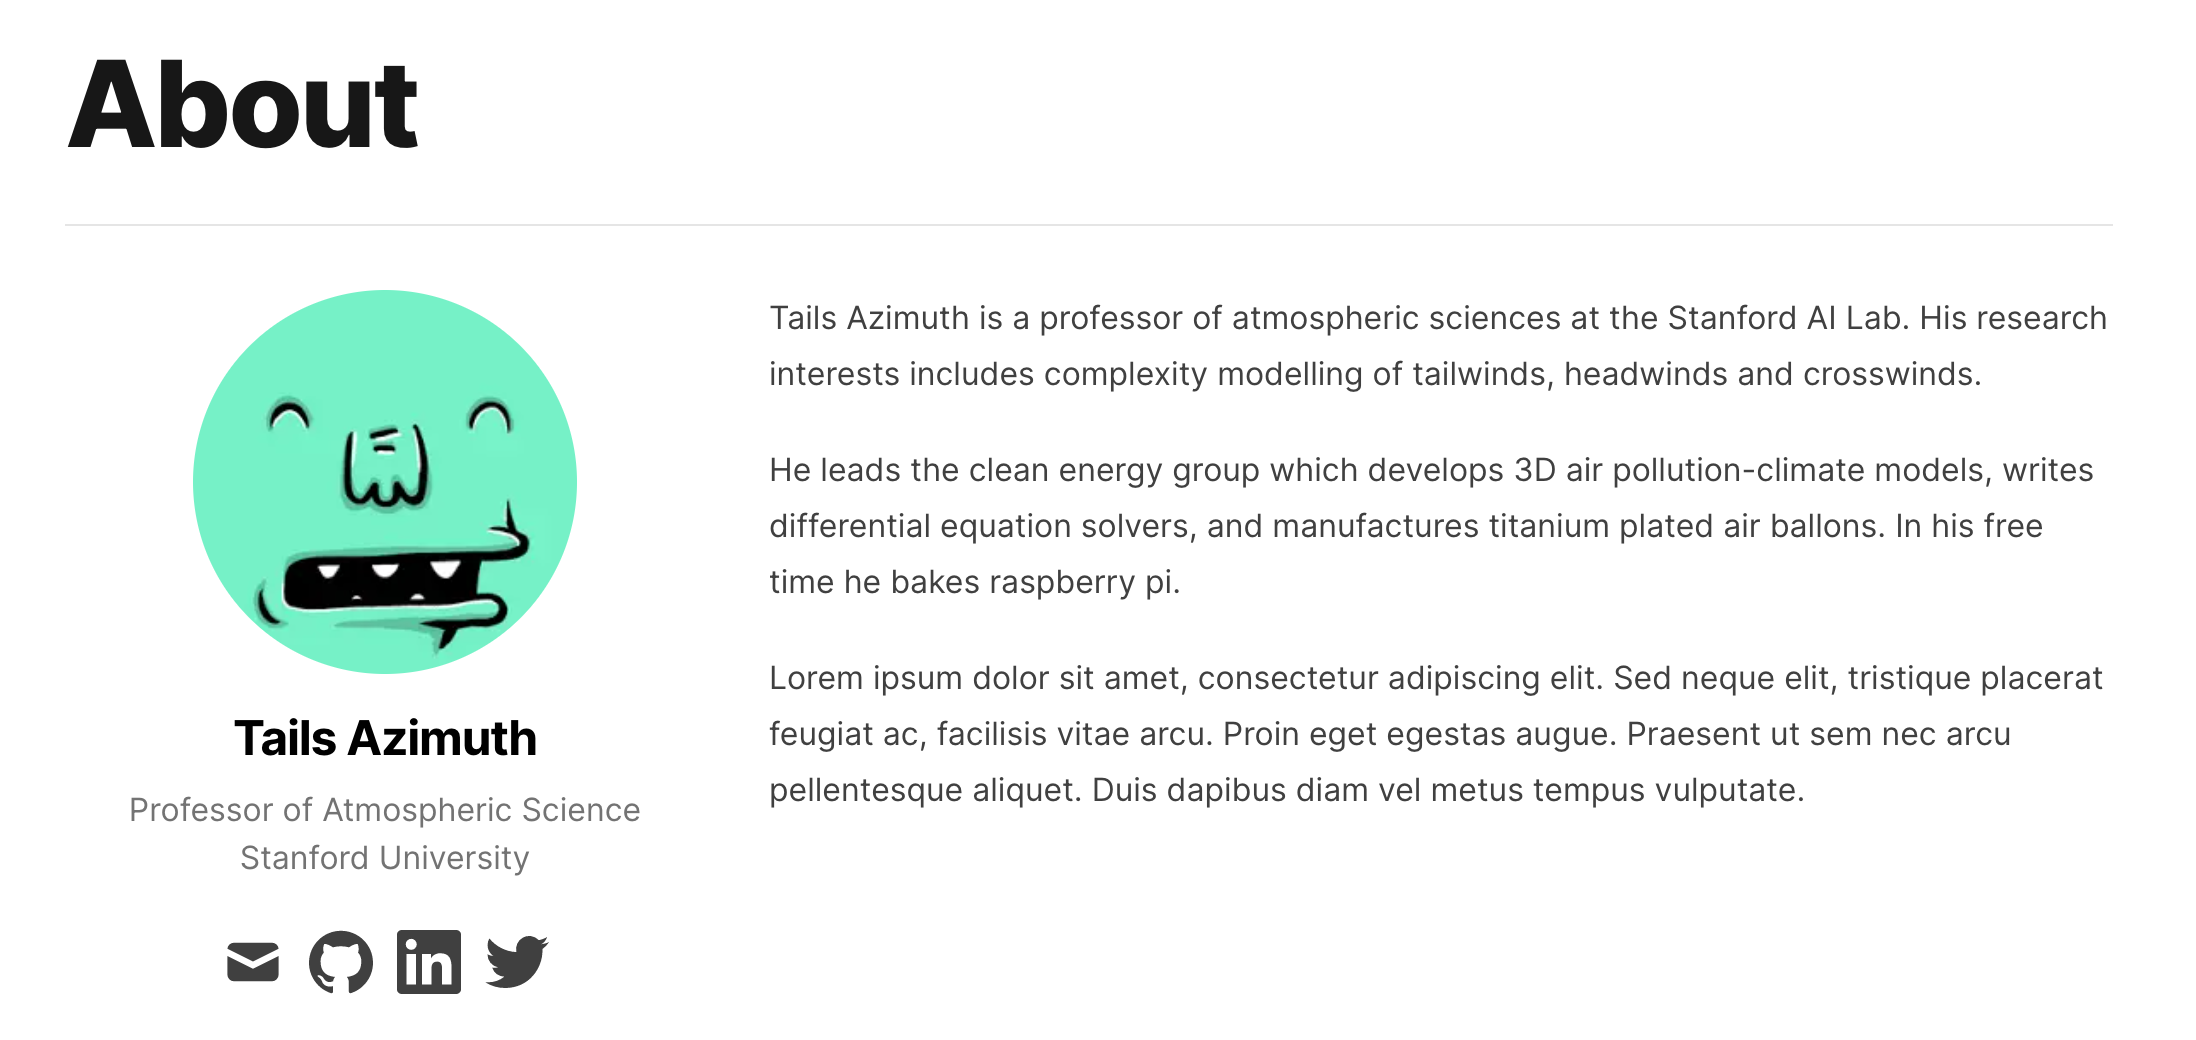 About
Tails Azimuth
Professor of Atmospheric Science
Stanford University
in
Tails Azimuth is a professor of atmospheric sciences at the Stanford AI Lab. His research
interests includes complexity modelling of tailwinds, headwinds and crosswinds.
He leads the clean energy group which develops 3D air pollution-climate models, writes
differential equation solvers, and manufactures titanium plated air ballons. In his free
time he bakes raspberry pi.
Lorem ipsum dolor sit amet, consectetur adipiscing elit. Sed neque elit, tristique placerat
feugiat ac, facilisis vitae arcu. Proin eget egestas augue. Praesent ut sem nec arcu
pellentesque aliquet. Duis dapibus diam vel metus tempus vulputate.